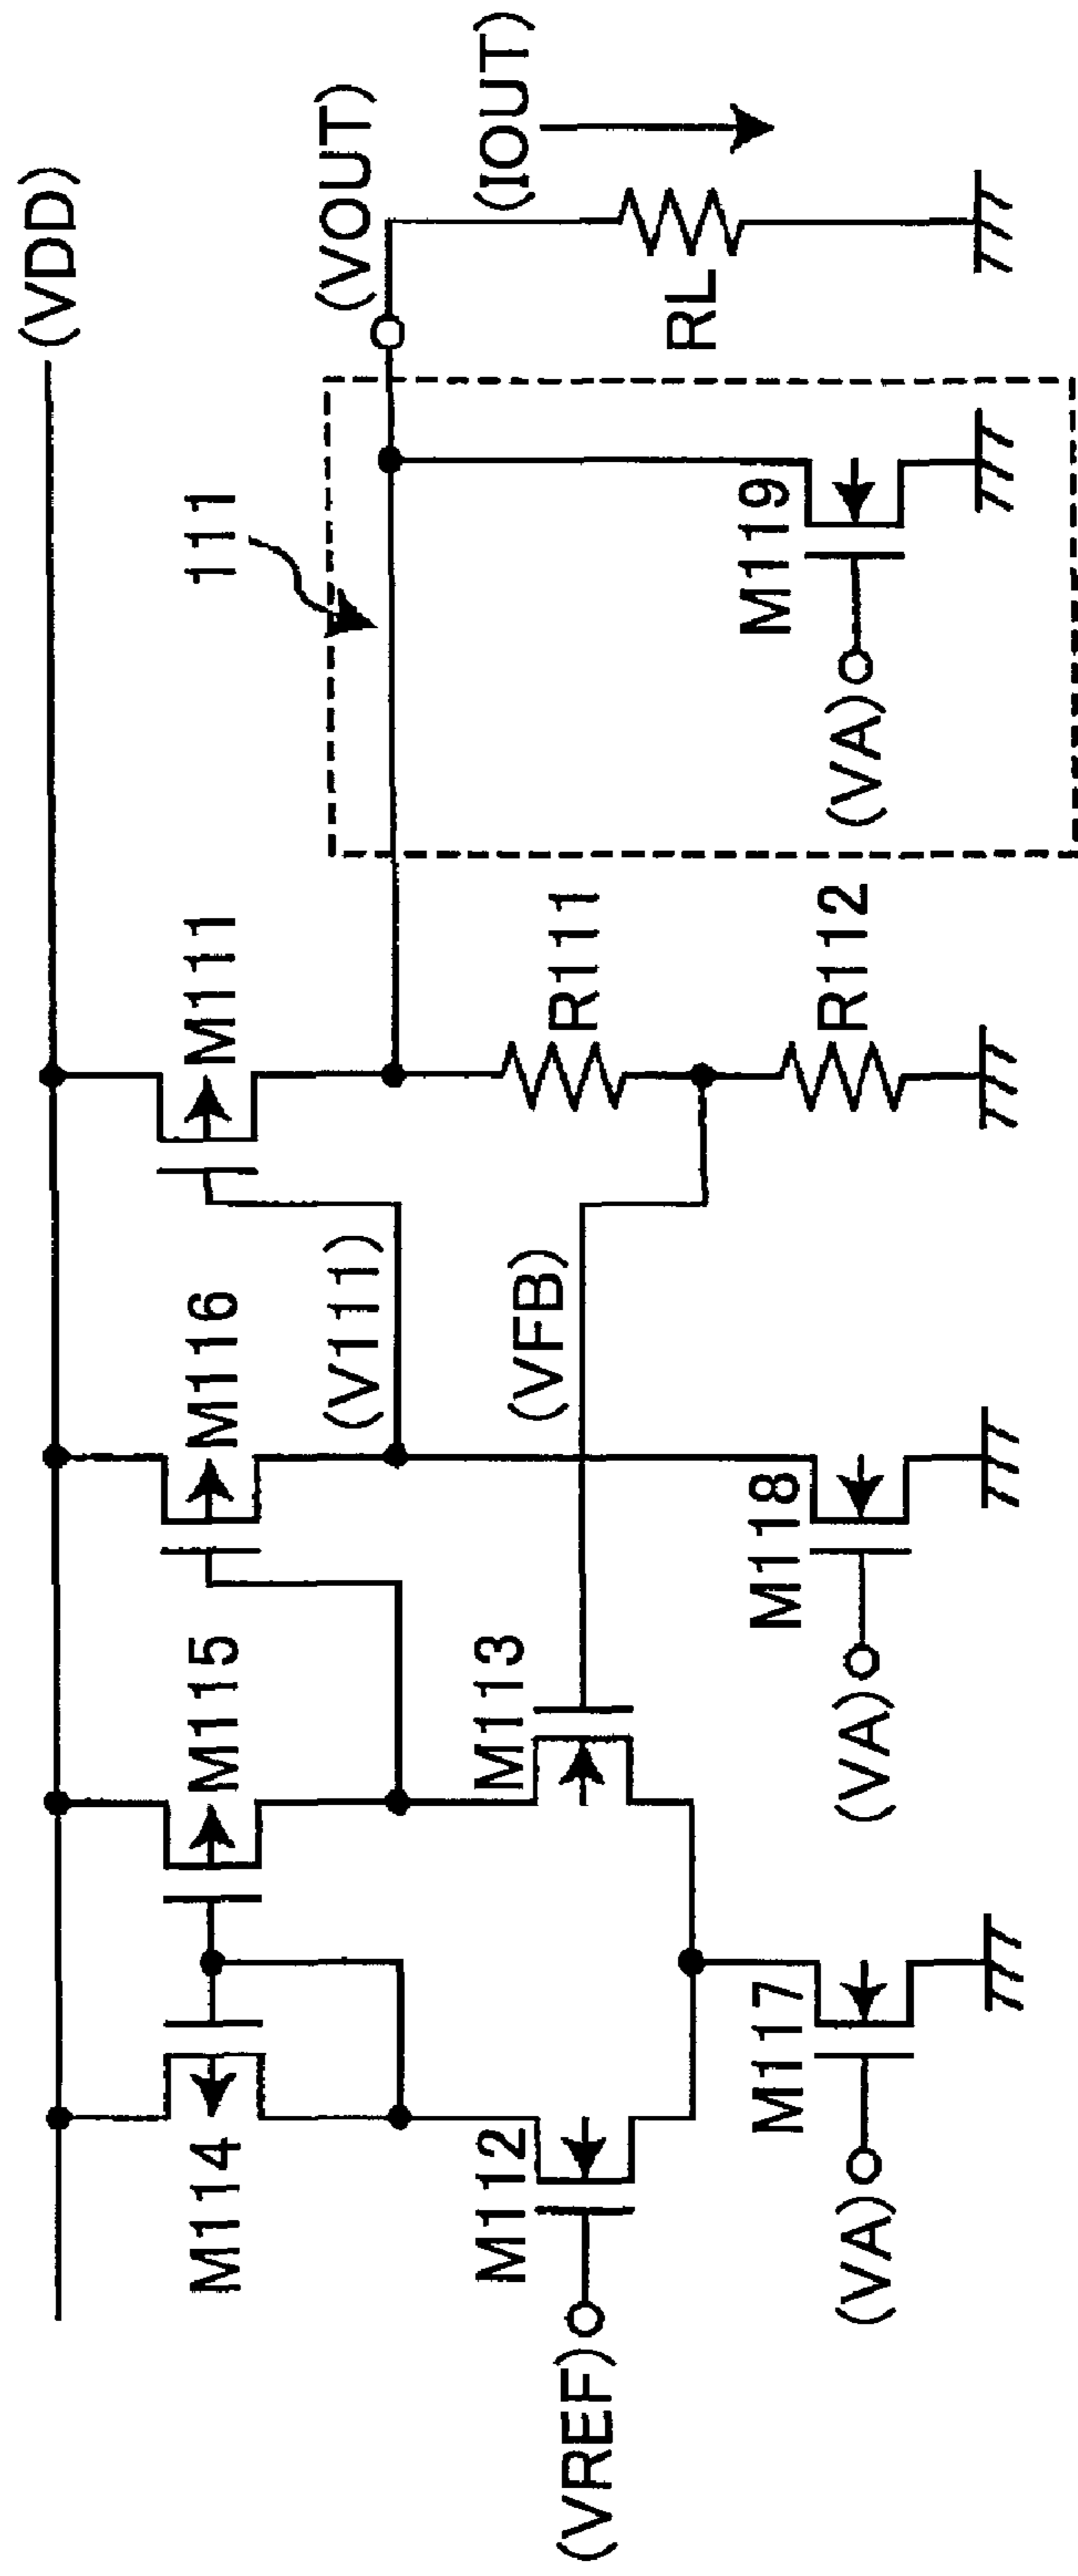 (VDD)
(VOUT)
(IOUT)
111
M114
M115
M116
M111
(V111)
(VFB)
R111
RL
M112
M113
(VREF)
M117
M118
R112
M119
(VA)
(VA)
(VA)